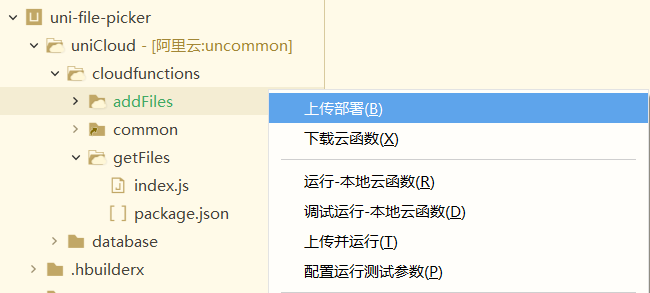 uni-file-picker
uniCloud - [阿里云:uncommon]
cloudfunctions
addFiles
common
getFiles
index.js
package.json
database
.hbuilderx
上传部署(B)
下载云函数(X)
运行-本地云函数(R)
调试运行-本地云函数(D)
上传并运行(T)
配置运行测试参数(P)